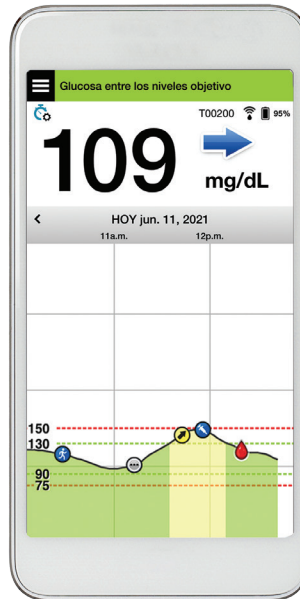 Glucosa entre los niveles objetivo
T00200 95%
109
mg/dL
HOY jun. 11, 2021
11a.m. 12p.m.
150
130
90
75